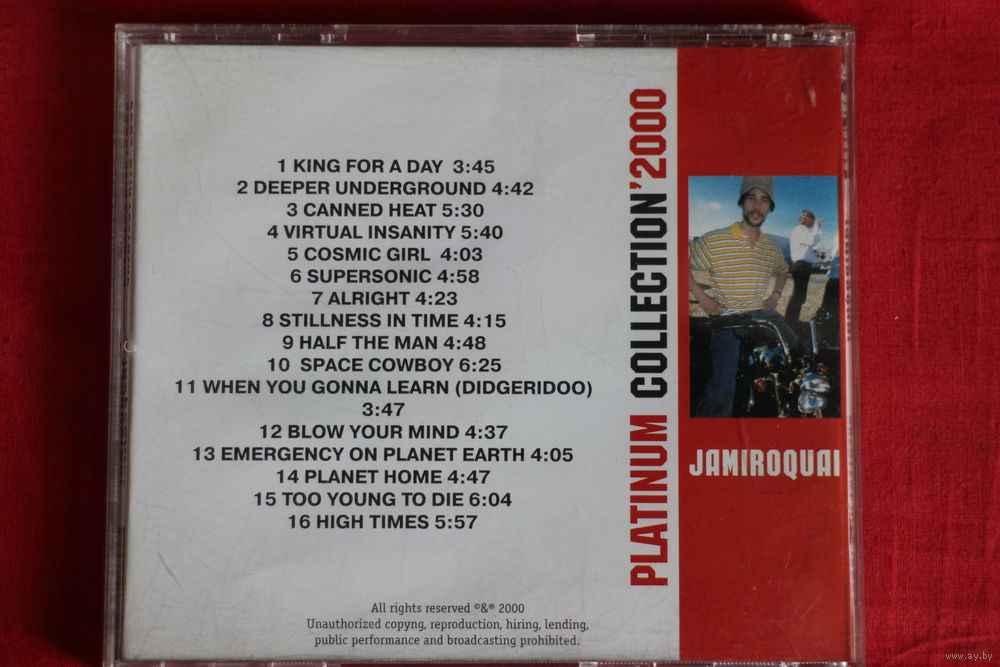 1 KING FOR A DAY 3:45
2 DEEPER UNDERGROUND 4:42
3 CANNED HEAT 5:30
4 VIRTUAL INSANITY 5:40
5 COSMIC GIRL 4:03
6 SUPERSONIC 4:58
7 ALRIGHT 4:23
8 STILLNESS IN TIME 4:15
9 HALF THE MAN 4:48
10 SPACE COWBOY 6:25
11 WHEN YOU GONNA LEARN (DIDGERIDOO)
3:47
12 BLOW YOUR MIND 4:37
13 EMERGENCY ON PLANET EARTH 4:05
14 PLANET HOME 4:47
15 TOO YOUNG TO DIE 6:04
16 HIGH TIMES 5:57
All rights reserved ©&® 2000
Unauthorized copyng, reproduction, hiring, lending,
public performance and broadcasting prohibited.
PLATINUM COLLECTION'2000
JAMIROQUAI
www.ay.by